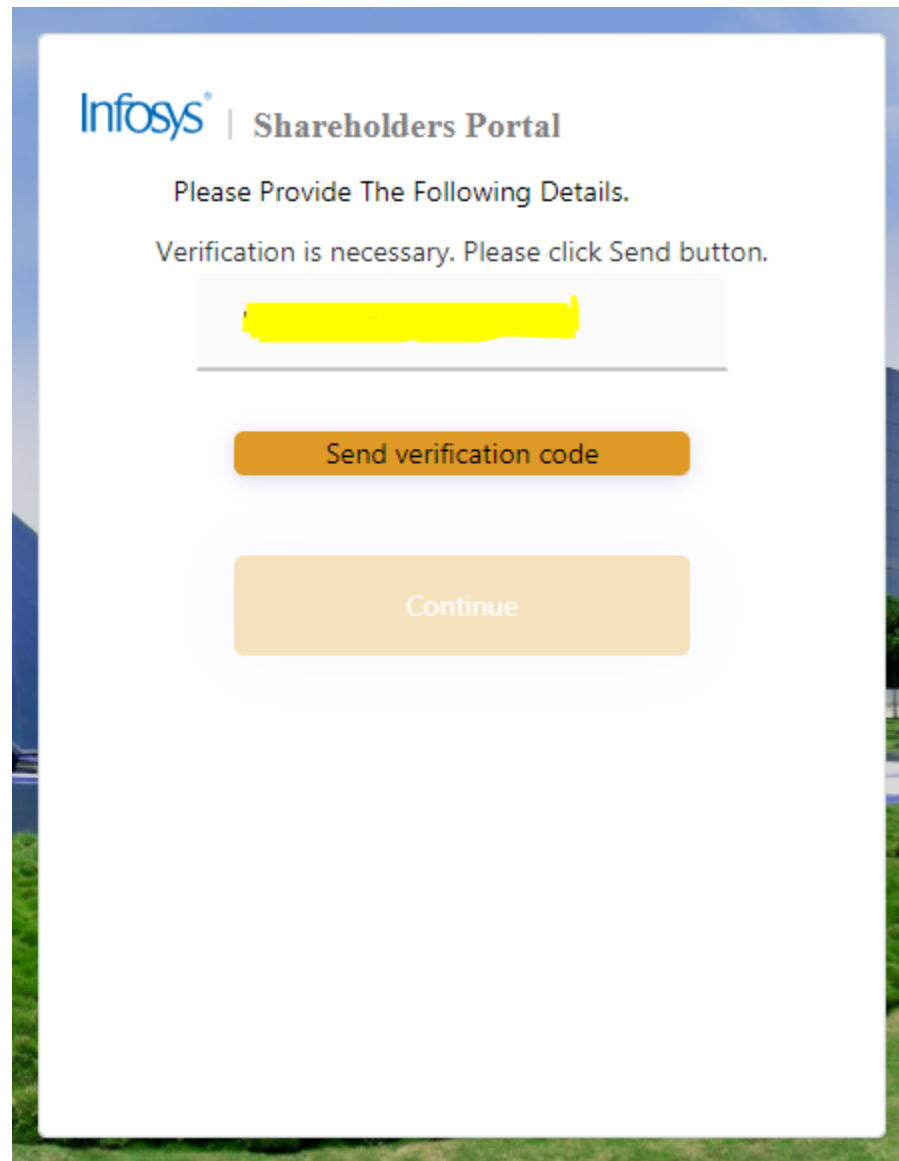 Infosys® | Shareholders Portal
Please Provide The Following Details.
Verification is necessary. Please click Send button.
Send verification code
Continue